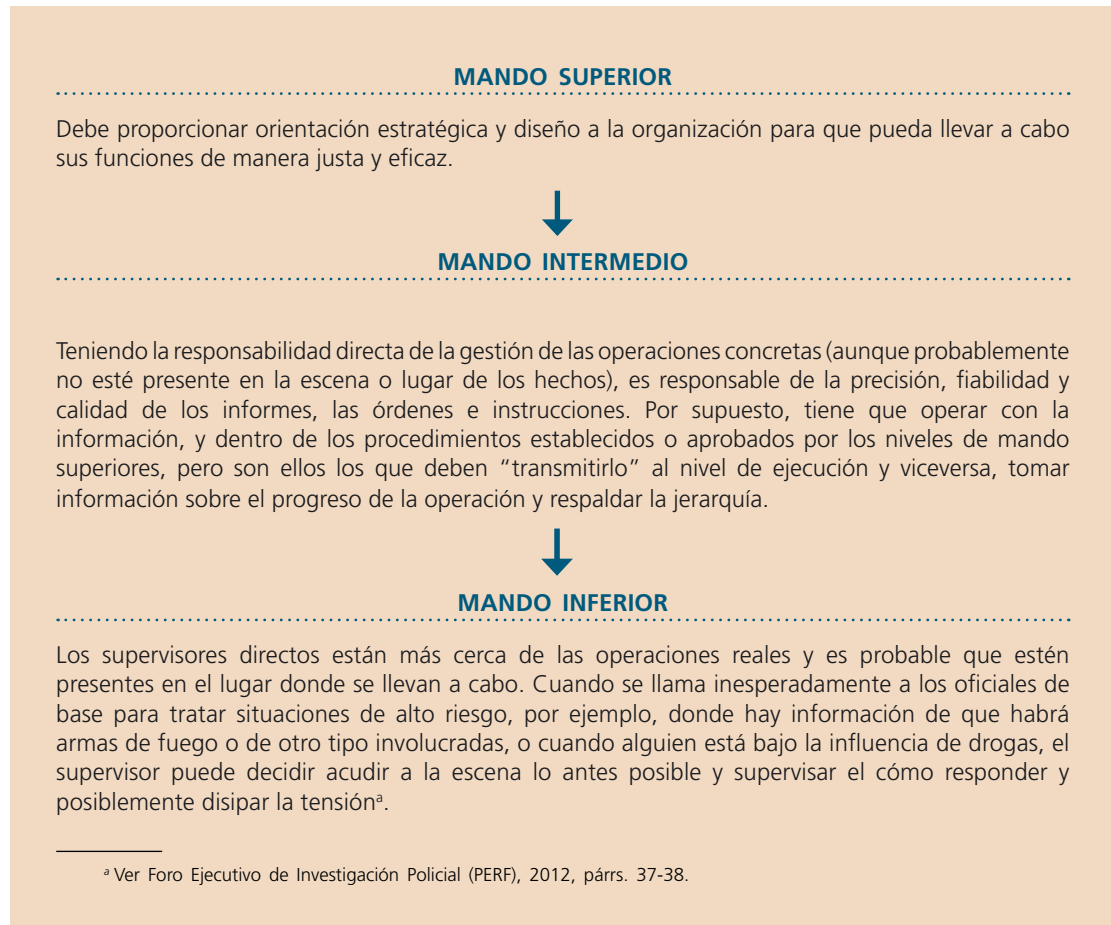 MANDO SUPERIOR
Debe proporcionar orientación estratégica y diseño a la organización para que pueda llevar a cabo
sus funciones de manera justa y eficaz.
MANDO INTERMEDIO
Teniendo la responsabilidad directa de la gestión de las operaciones concretas (aunque probablemente
no esté presente en la escena o lugar de los hechos), es responsable de la precisión, fiabilidad y
calidad de los informes, las órdenes e instrucciones. Por supuesto, tiene que operar con la
información, y dentro de los procedimientos establecidos o aprobados por los niveles de mando
superiores, pero son ellos los que deben “transmitirlo” al nivel de ejecución y viceversa, tomar
información sobre el progreso de la operación y respaldar la jerarquía.
MANDO INFERIOR
Los supervisores directos están más cerca de las operaciones reales y es probable que estén
presentes en el lugar donde se llevan a cabo. Cuando se llama inesperadamente a los oficiales de
base para tratar situaciones de alto riesgo, por ejemplo, donde hay información de que habrá
armas de fuego o de otro tipo involucradas, o cuando alguien está bajo la influencia de drogas, el
supervisor puede decidir acudir a la escena lo antes posible y supervisar el cómo responder y
posiblemente disipar la tensiónᵃ.
ᵃ Ver Foro Ejecutivo de Investigación Policial (PERF), 2012, párrs. 37-38.